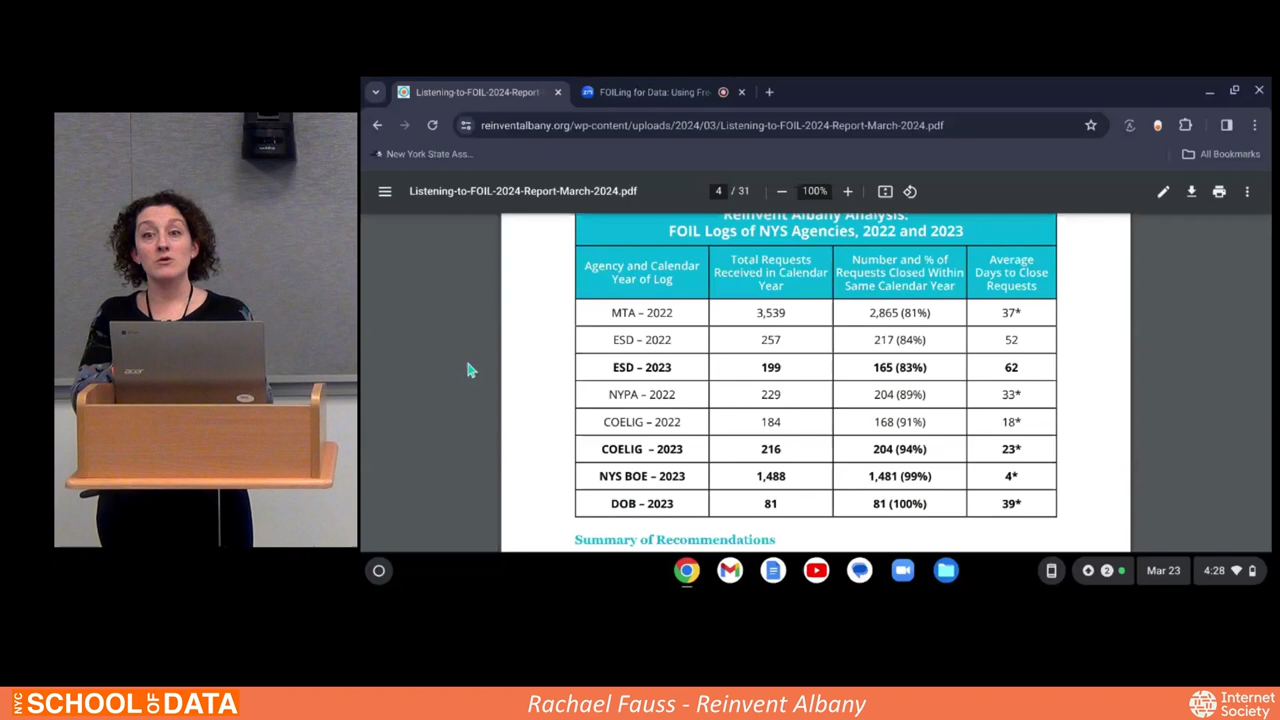 Listening-to-FOIL-2024-Report-
FOILing for Data: Using Fre
reinventalbany.org/wp-content/uploads/2024/03/Listening-to-FOIL-2024-Report-March-2024.pdf
New York State Ass...
All Bookmarks
Listening-to-FOIL-2024-Report-March-2024.pdf
4 / 31
100%
Reinvent Albany Analysis:
FOIL Logs of NYS Agencies, 2022 and 2023
Agency and Calendar Year of Log Total Requests Received in Calendar Year Number and % of Requests Closed Within Same Calendar Year Average Days to Close Requests
MTA – 2022 3,539 2,865 (81%) 37*
ESD – 2022 257 217 (84%) 52
ESD – 2023 199 165 (83%) 62
NYPA – 2022 229 204 (89%) 33*
COELIG – 2022 184 168 (91%) 18*
COELIG – 2023 216 204 (94%) 23*
NYS BOE – 2023 1,488 1,481 (99%) 4*
DOB – 2023 81 81 (100%) 39*
Summary of Recommendations
acer
2
Mar 23
4:28
NYC SCHOOL OF DATA
Rachael Fauss - Reinvent Albany
Internet
Society